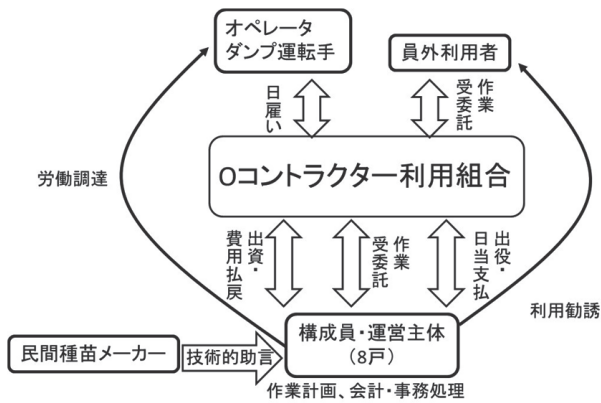 オペレータ
ダンプ運転手
員外利用者
日雇い
作業
受委託
労働調達
Oコントラクター利用組合
出資・
費用払戻
作業
受委託
出役・
日当支払
利用勧誘
民間種苗メーカー
技術的助言
構成員・運営主体
（8戸）
作業計画、会計・事務処理